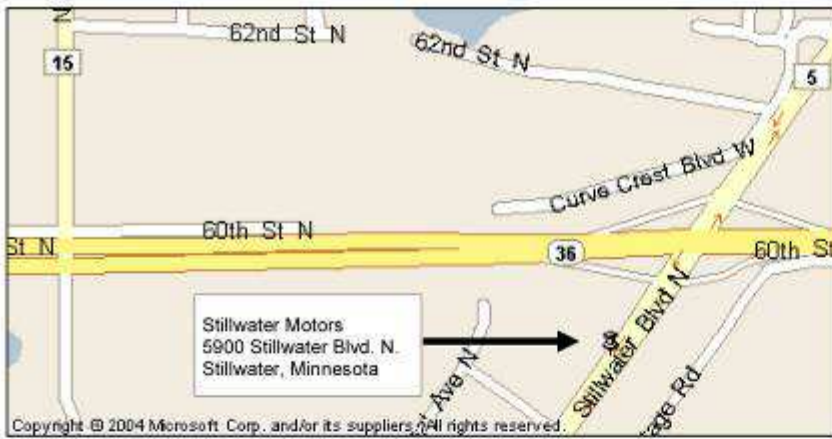 N
62nd St N
62nd St N
15
5
Curve Crest Blvd W
60th St N
St N
36
60th St
Stillwater Motors
5900 Stillwater Blvd. N.
Stillwater, Minnesota
Stillwater Blvd N
Ave N
Rd
Copyright © 2004 Microsoft Corp. and/or its suppliers. All rights reserved.